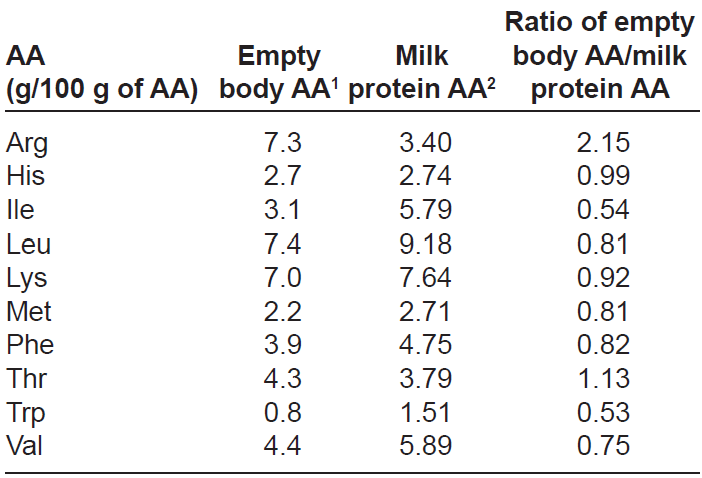 Ratio of empty
AA Empty Milk body AA/milk
(g/100 g of AA) body AA¹ protein AA² protein AA
Arg 7.3 3.40 2.15
His 2.7 2.74 0.99
Ile 3.1 5.79 0.54
Leu 7.4 9.18 0.81
Lys 7.0 7.64 0.92
Met 2.2 2.71 0.81
Phe 3.9 4.75 0.82
Thr 4.3 3.79 1.13
Trp 0.8 1.51 0.53
Val 4.4 5.89 0.75